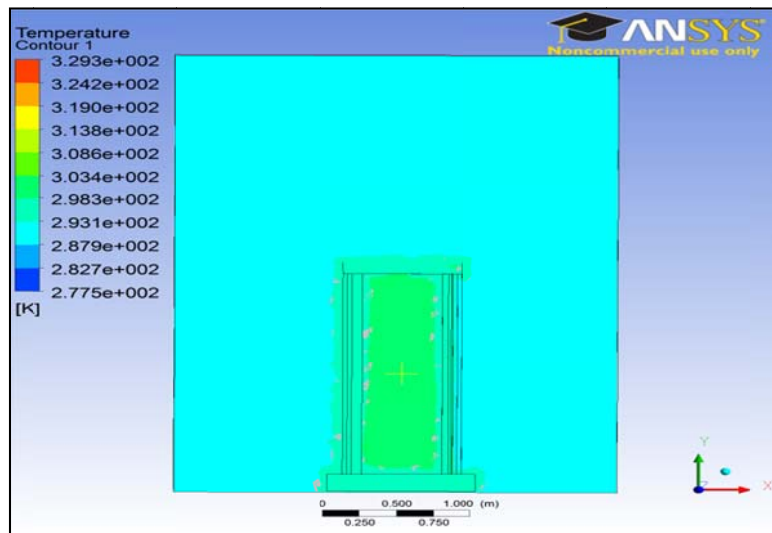 Temperature
Contour 1
3.293e+002
3.242e+002
3.190e+002
3.138e+002
3.086e+002
3.034e+002
2.983e+002
2.931e+002
2.879e+002
2.827e+002
2.775e+002
[K]
ANSYS
Noncommercial use only
0 0.500 1.000 (m)
0.250 0.750
Y
Z X